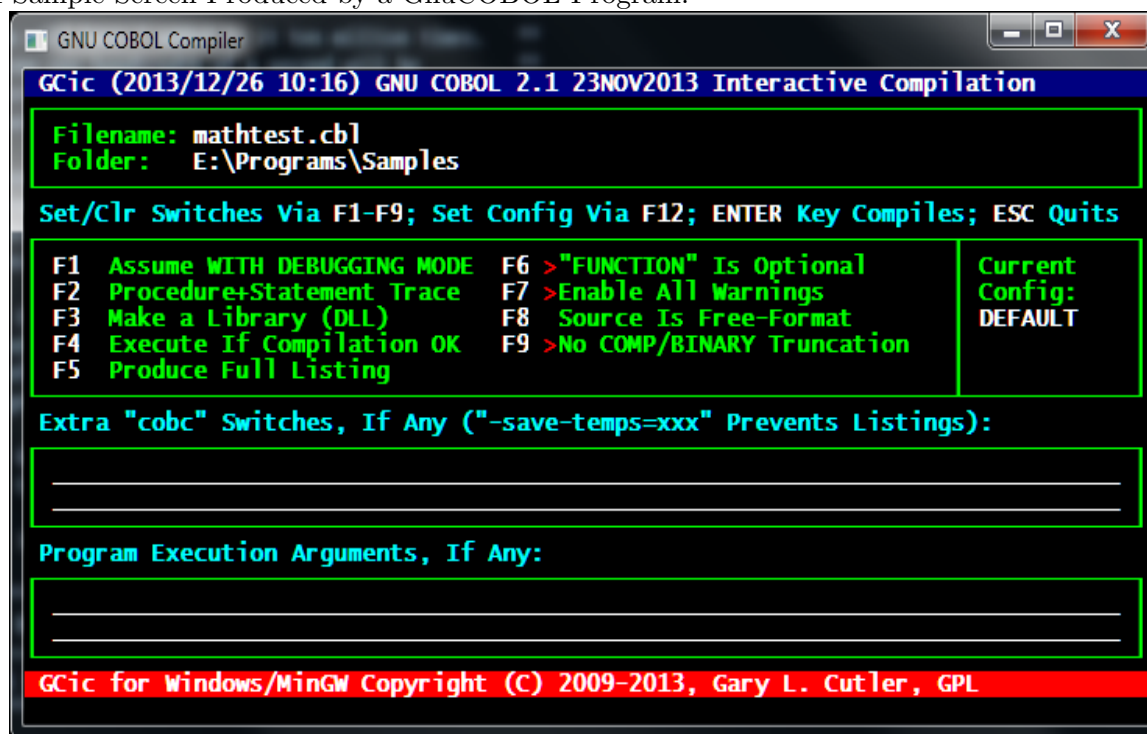 Sample Screen Produced by a GnuCOBOL Program:
GNU COBOL Compiler
GCic (2013/12/26 10:16) GNU COBOL 2.1 23NOV2013 Interactive Compilation
Filename: mathtest.cbl
Folder: E:\Programs\Samples
Set/Clr Switches Via F1-F9; Set Config Via F12; ENTER Key Compiles; ESC Quits
F1 Assume WITH DEBUGGING MODE F6 >"FUNCTION" Is Optional Current
F2 Procedure+Statement Trace F7 >Enable All Warnings Config:
F3 Make a Library (DLL) F8 Source Is Free-Format DEFAULT
F4 Execute If Compilation OK F9 >No COMP/BINARY Truncation
F5 Produce Full Listing
Extra "cobc" Switches, If Any ("-save-temps=xxx" Prevents Listings):
Program Execution Arguments, If Any:
GCic for Windows/MinGW Copyright (C) 2009-2013, Gary L. Cutler, GPL